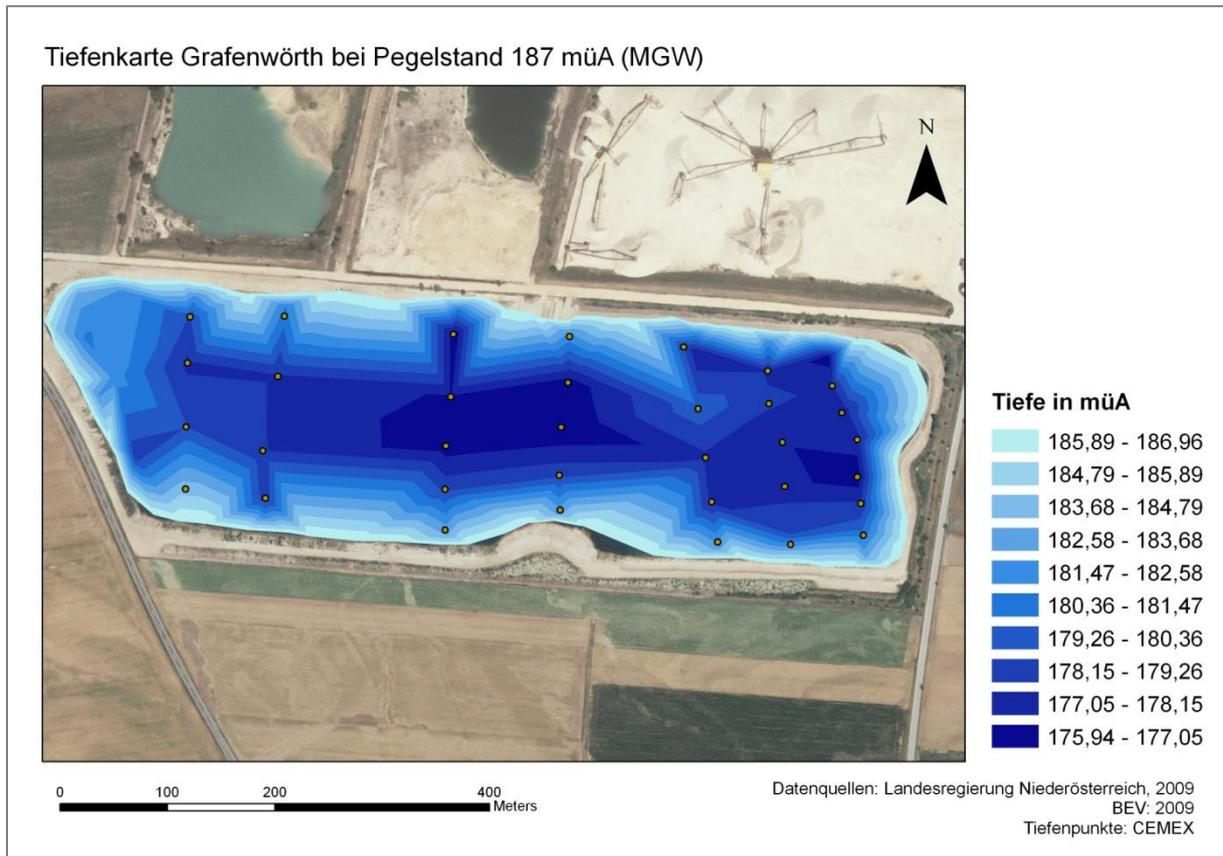 Tiefenkarte Grafenwörth bei Pegelstand 187 müA (MGW)
N
Tiefe in müA
185,89 - 186,96
184,79 - 185,89
183,68 - 184,79
182,58 - 183,68
181,47 - 182,58
180,36 - 181,47
179,26 - 180,36
178,15 - 179,26
177,05 - 178,15
175,94 - 177,05
0 100 200 400
Meters
Datenquellen: Landesregierung Niederösterreich, 2009
BEV: 2009
Tiefenpunkte: CEMEX